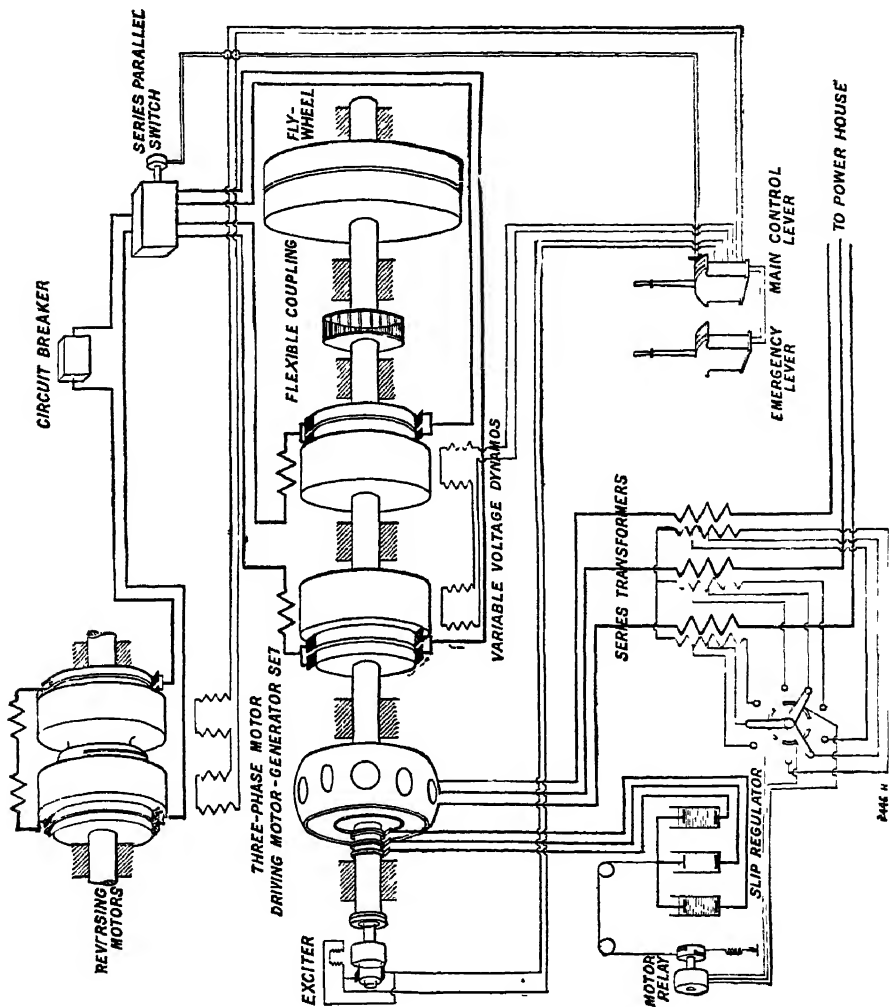 SERIES PARALLEL
SWITCH
CIRCUIT BREAKER
REVERSING
MOTORS
FLY-
WHEEL
FLEXIBLE COUPLING
VARIABLE VOLTAGE DYNAMOS
THREE-PHASE MOTOR
DRIVING MOTOR-GENERATOR SET
EXCITER
TO POWER HOUSE
MAIN CONTROL
LEVER
EMERGENCY
LEVER
SERIES TRANSFORMERS
SLIP REGULATOR
MOTOR
RELAY